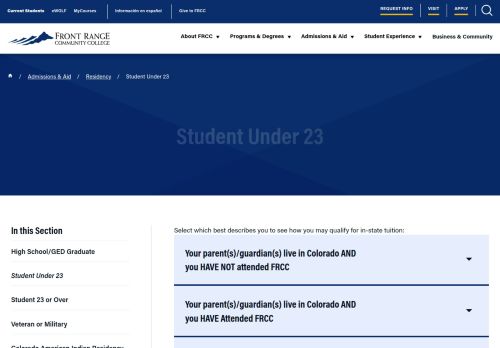 Current Students eWOLF MyCourses Información en español Give to FRCC REQUEST INFO VISIT APPLY
FRONT RANGE
COMMUNITY COLLEGE
About FRCC Programs & Degrees Admissions & Aid Student Experience Business & Community
/ Admissions & Aid / Residency / Student Under 23
Student Under 23
In this Section
High School/GED Graduate
Student Under 23
Student 23 or Over
Veteran or Military
Colorado American Indian Residency
Select which best describes you to see how you may qualify for in-state tuition:
Your parent(s)/guardian(s) live in Colorado AND
you HAVE NOT attended FRCC
Your parent(s)/guardian(s) live in Colorado AND
you HAVE Attended FRCC